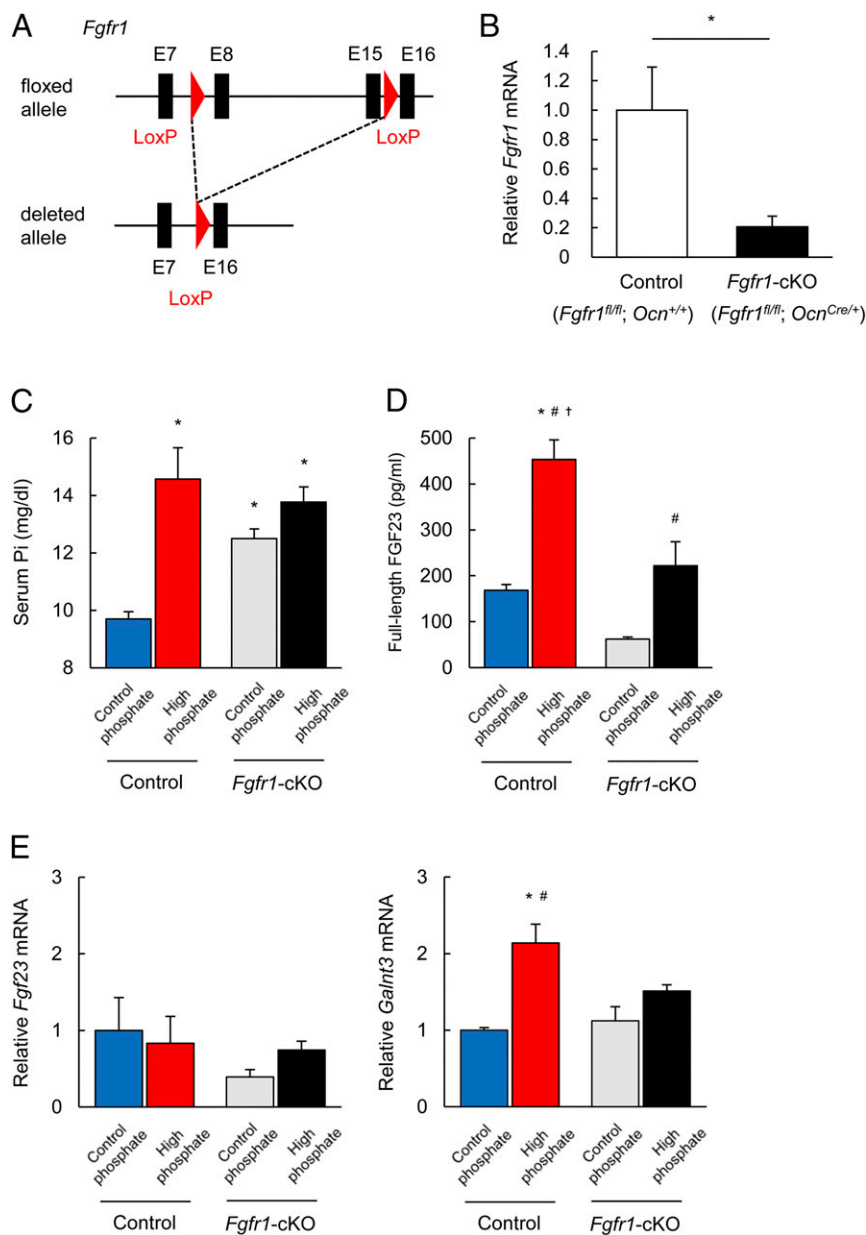 A
Fgfr1
E7 E8 E15 E16
floxed
allele
LoxP LoxP
deleted
allele
E7 E16
LoxP
B
*
Relative Fgfr1 mRNA
1.4
1.2
1.0
0.8
0.6
0.4
0.2
0
Control Fgfr1-cKO
(Fgfr1fl/fl; Ocn+/+) (Fgfr1fl/fl; OcnCre/+)
C
Serum Pi (mg/dl)
16
14
12
10
8
*
*
*
Control
phosphate
High
phosphate
Control
phosphate
High
phosphate
Control Fgfr1-cKO
D
Full-length FGF23 (pg/ml)
500
400
300
200
100
0
* # †
#
Control
phosphate
High
phosphate
Control
phosphate
High
phosphate
Control Fgfr1-cKO
E
Relative Fgf23 mRNA
3
2
1
0
Control
phosphate
High
phosphate
Control
phosphate
High
phosphate
Control Fgfr1-cKO
Relative Galnt3 mRNA
3
2
1
0
* #
Control
phosphate
High
phosphate
Control
phosphate
High
phosphate
Control Fgfr1-cKO